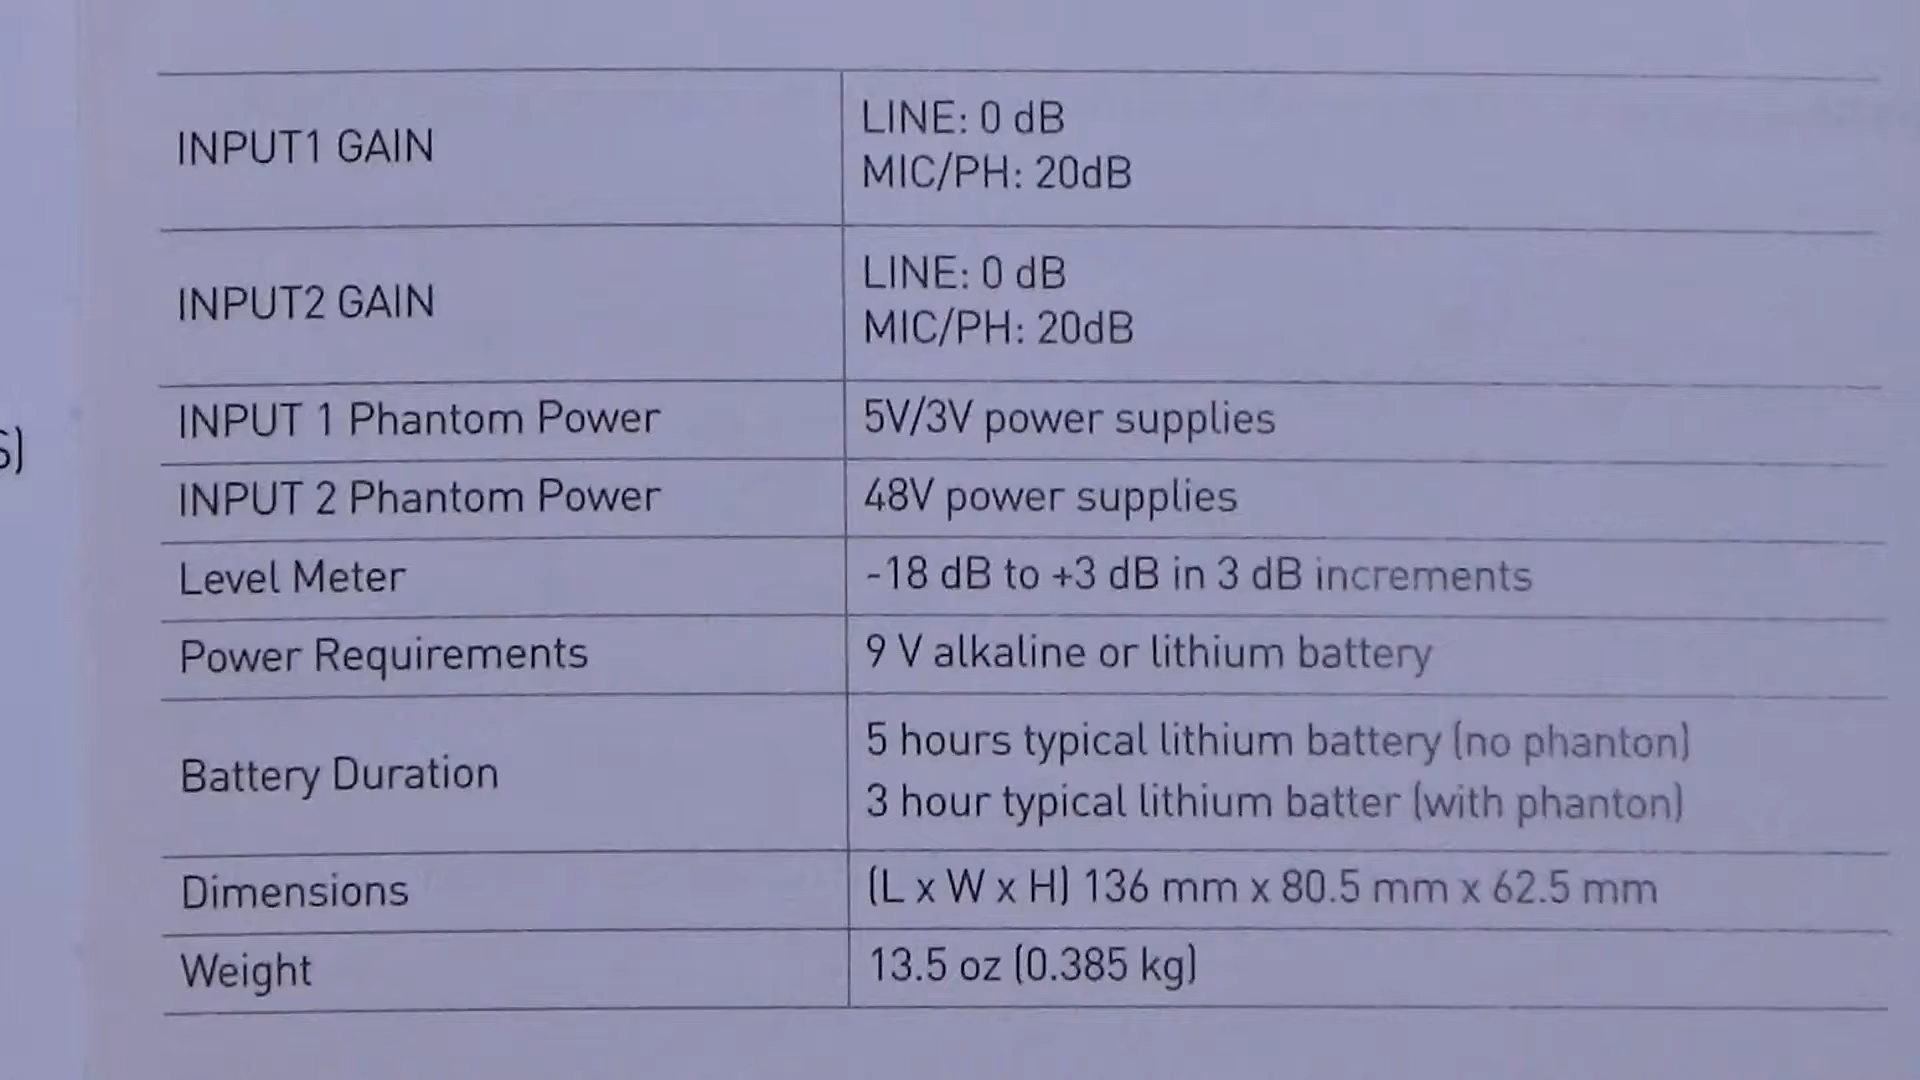 INPUT1 GAIN
LINE: 0 dB
MIC/PH: 20dB
INPUT2 GAIN
LINE: 0 dB
MIC/PH: 20dB
INPUT 1 Phantom Power
5V/3V power supplies
INPUT 2 Phantom Power
48V power supplies
Level Meter
-18 dB to +3 dB in 3 dB increments
Power Requirements
9 V alkaline or lithium battery
Battery Duration
5 hours typical lithium battery (no phanton)
3 hour typical lithium batter (with phanton)
Dimensions
(L x W x H) 136 mm x 80.5 mm x 62.5 mm
Weight
13.5 oz (0.385 kg)